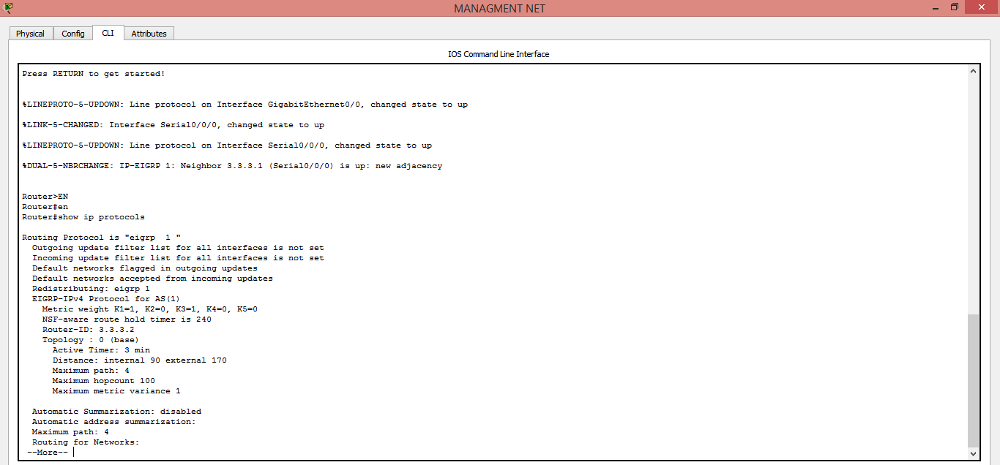 MANAGMENT NET
Physical Config CLI Attributes
IOS Command Line Interface
Press RETURN to get started!
%LINEPROTO-5-UPDOWN: Line protocol on Interface GigabitEthernet0/0, changed state to up
%LINK-5-CHANGED: Interface Serial0/0/0, changed state to up
%LINEPROTO-5-UPDOWN: Line protocol on Interface Serial0/0/0, changed state to up
%DUAL-5-NBRCHANGE: IP-EIGRP 1: Neighbor 3.3.3.1 (Serial0/0/0) is up: new adjacency
Router>EN
Router#en
Router#show ip protocols
Routing Protocol is "eigrp  1 "
  Outgoing update filter list for all interfaces is not set
  Incoming update filter list for all interfaces is not set
  Default networks flagged in outgoing updates
  Default networks accepted from incoming updates
  Redistributing: eigrp 1
  EIGRP-IPv4 Protocol for AS(1)
    Metric weight K1=1, K2=0, K3=1, K4=0, K5=0
    NSF-aware route hold timer is 240
    Router-ID: 3.3.3.2
    Topology : 0 (base)
      Active Timer: 3 min
      Distance: internal 90 external 170
      Maximum path: 4
      Maximum hopcount 100
      Maximum metric variance 1
  Automatic Summarization: disabled
  Automatic address summarization:
  Maximum path: 4
  Routing for Networks:
 --More--